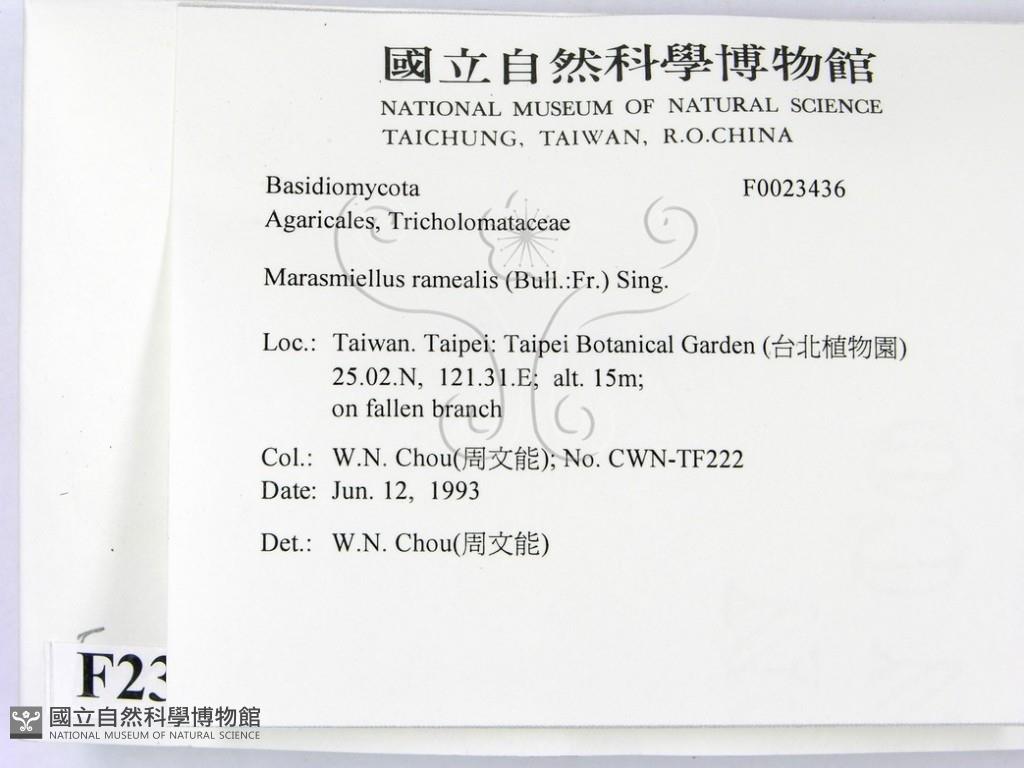 國立自然科學博物館
NATIONAL MUSEUM OF NATURAL SCIENCE
TAICHUNG, TAIWAN, R.O.CHINA
Basidiomycota F0023436
Agaricales, Tricholomataceae
Marasmiellus ramealis (Bull.:Fr.) Sing.
Loc.: Taiwan. Taipei: Taipei Botanical Garden (台北植物園)
25.02.N, 121.31.E; alt. 15m;
on fallen branch
Col.: W.N. Chou(周文能); No. CWN-TF222
Date: Jun. 12, 1993
Det.: W.N. Chou(周文能)
F23
國立自然科學博物館
NATIONAL MUSEUM OF NATURAL SCIENCE